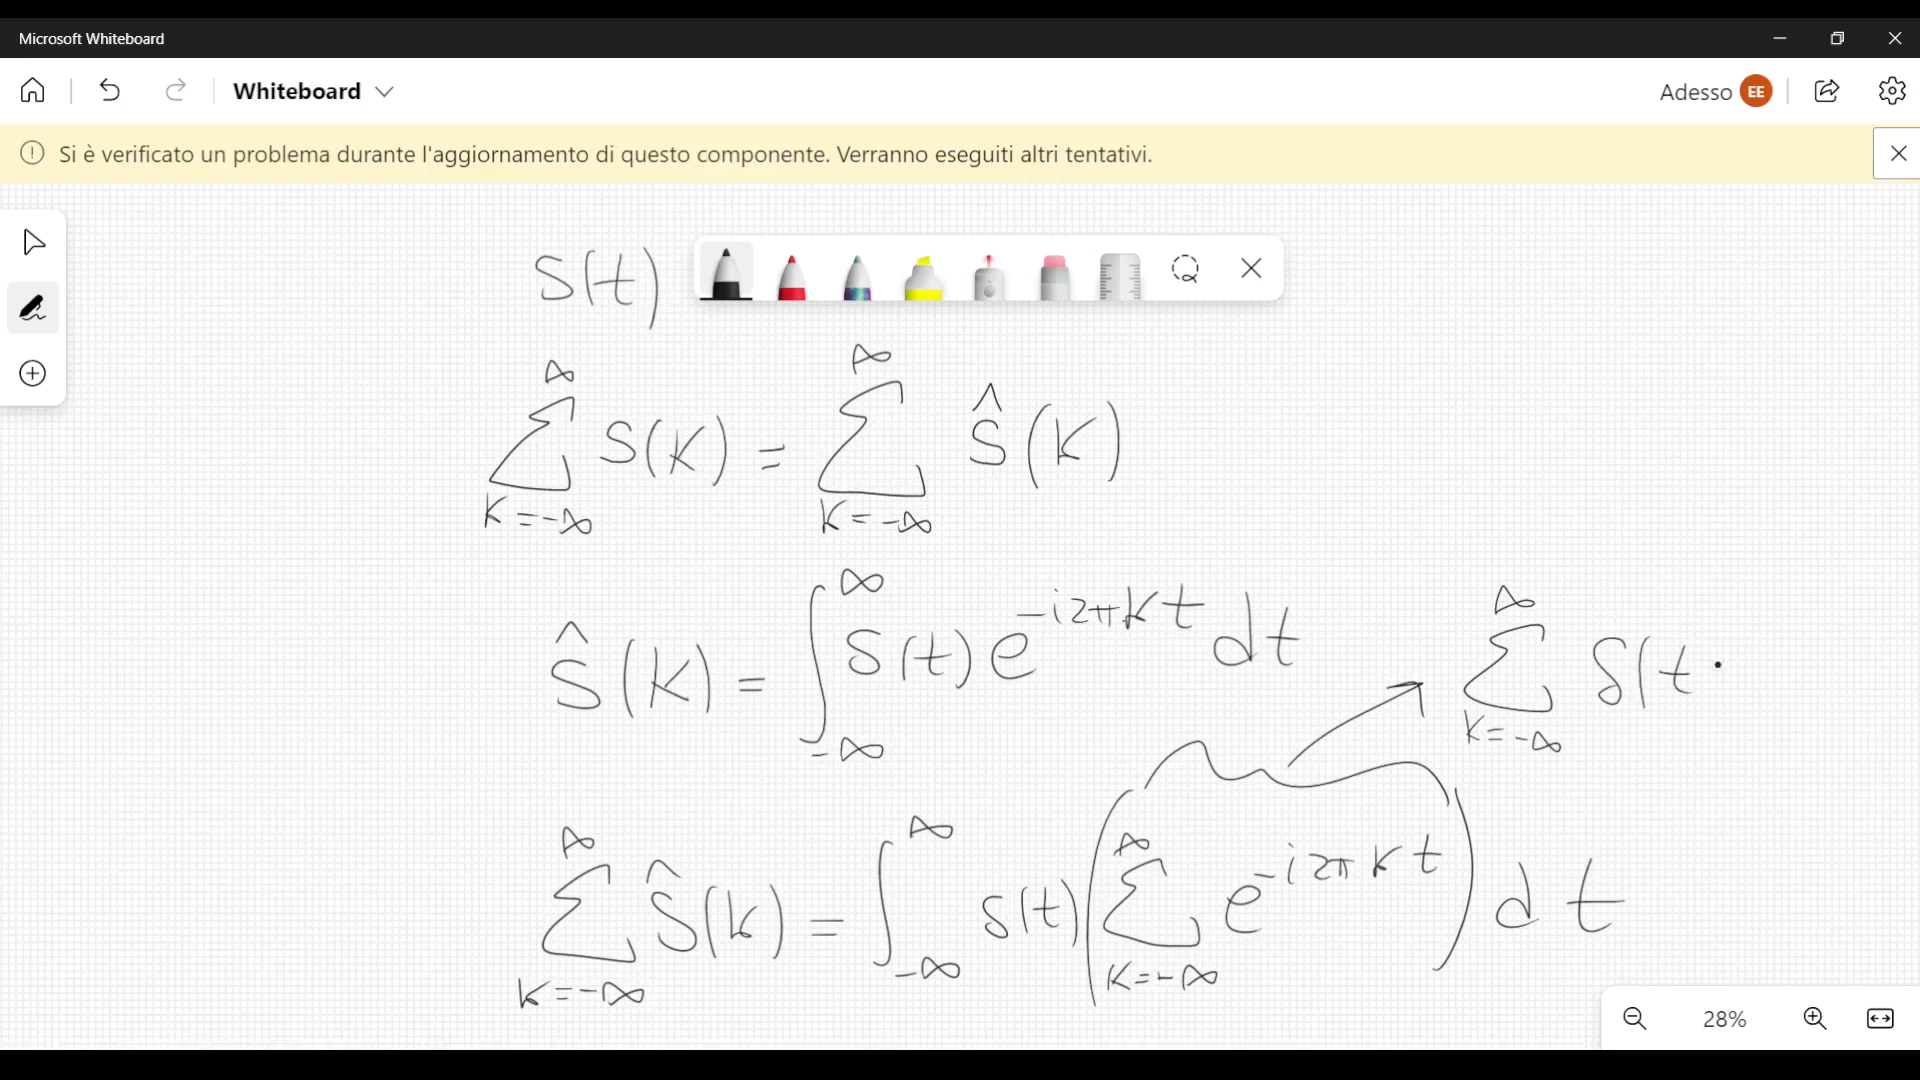 Microsoft Whiteboard
Whiteboard
Adesso EE
Si è verificato un problema durante l'aggiornamento di questo componente. Verranno eseguiti altri tentativi.
S(t)
∞ ∑ K=-∞ S(K) = ∞ ∑ K=-∞ Ŝ(K)
Ŝ(K) = ∫_{-∞}^{∞} S(t) e^{-i2πKt} dt
∞ ∑ K=-∞ δ(t
∞ ∑ K=-∞ Ŝ(K) = ∫_{-∞}^{∞} S(t) ( ∞ ∑ K=-∞ e^{-i2πKt} ) dt
28%